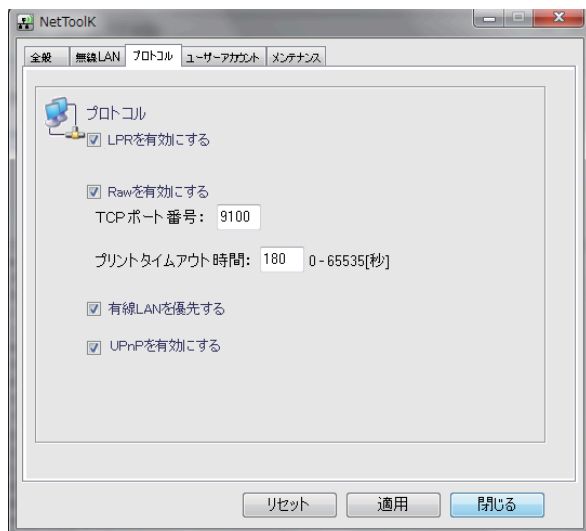 NetToolK
全般 無線LAN プロトコル ユーザーアカウント メンテナンス
プロトコル
LPRを有効にする
Rawを有効にする
TCPポート番号： 9100
プリントタイムアウト時間： 180 0-65535[秒]
有線LANを優先する
UPnPを有効にする
リセット 適用 閉じる